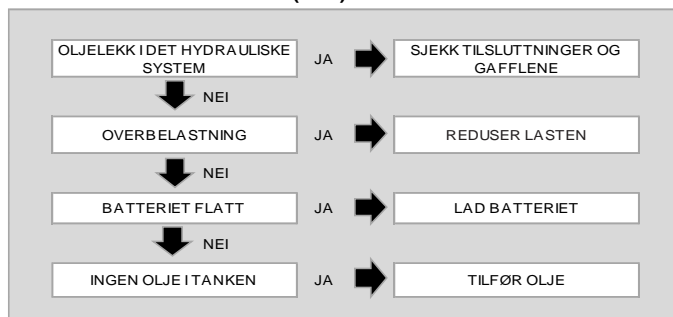 OLJELEKK I DET HYDRAULISKE
SYSTEM
JA
SJEKK TILSLUTTNINGER OG
GAFFLENE
NEI
OVERBELASTNING
JA
REDUSER LASTEN
NEI
BATTERIET FLATT
JA
LAD BATTERIET
NEI
INGEN OLJE I TANKEN
JA
TILFØR OLJE